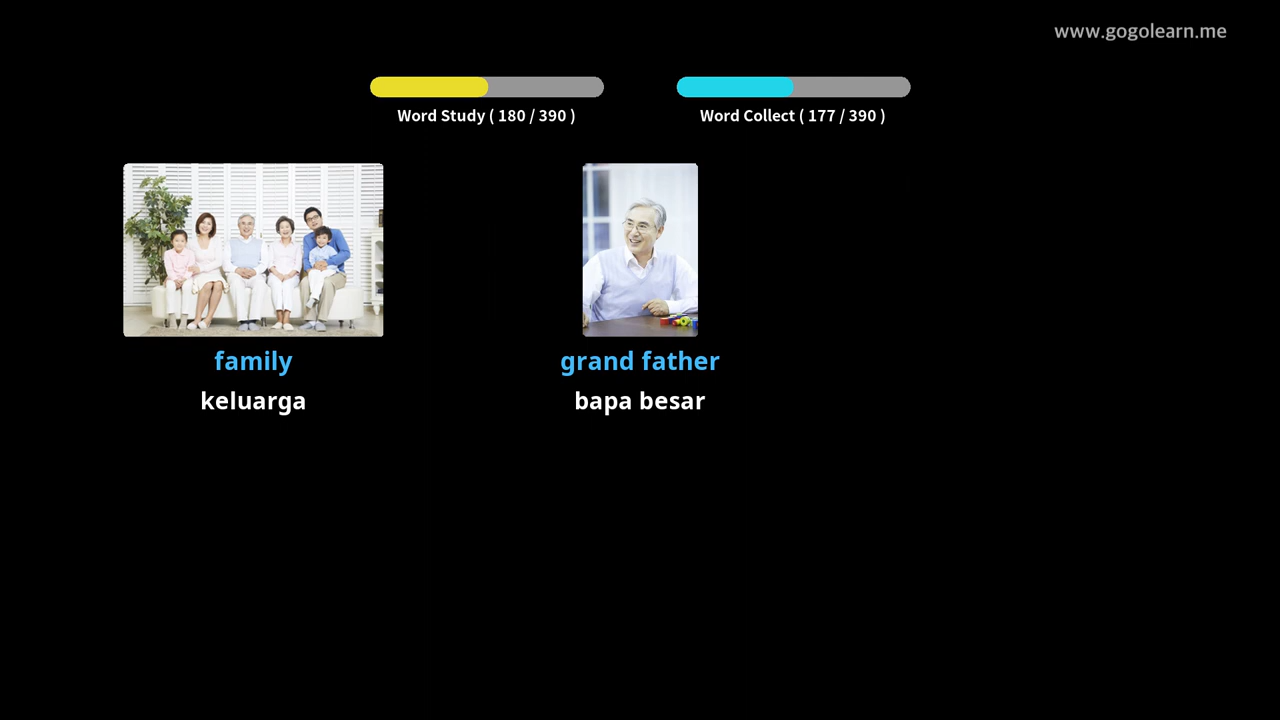 www.gogolearn.me
Word Study ( 180 / 390 )
Word Collect ( 177 / 390 )
family
keluarga
grand father
bapa besar